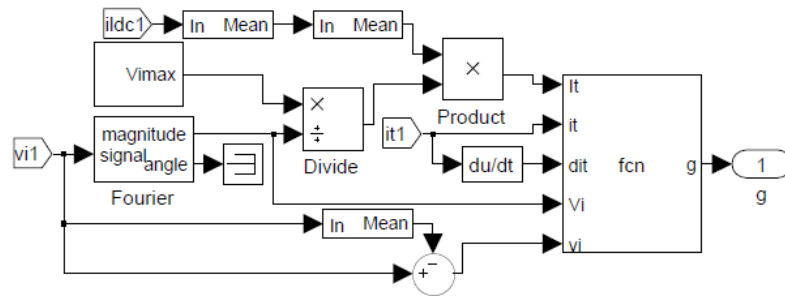 ildc1
In Mean
In Mean
Vimax
×
×
÷
Divide
Product
vi1
magnitude
signal
angle
Fourier
it1
du/dt
In Mean
+
−
It
it
dit
Vi
vi
fcn
g
1
g